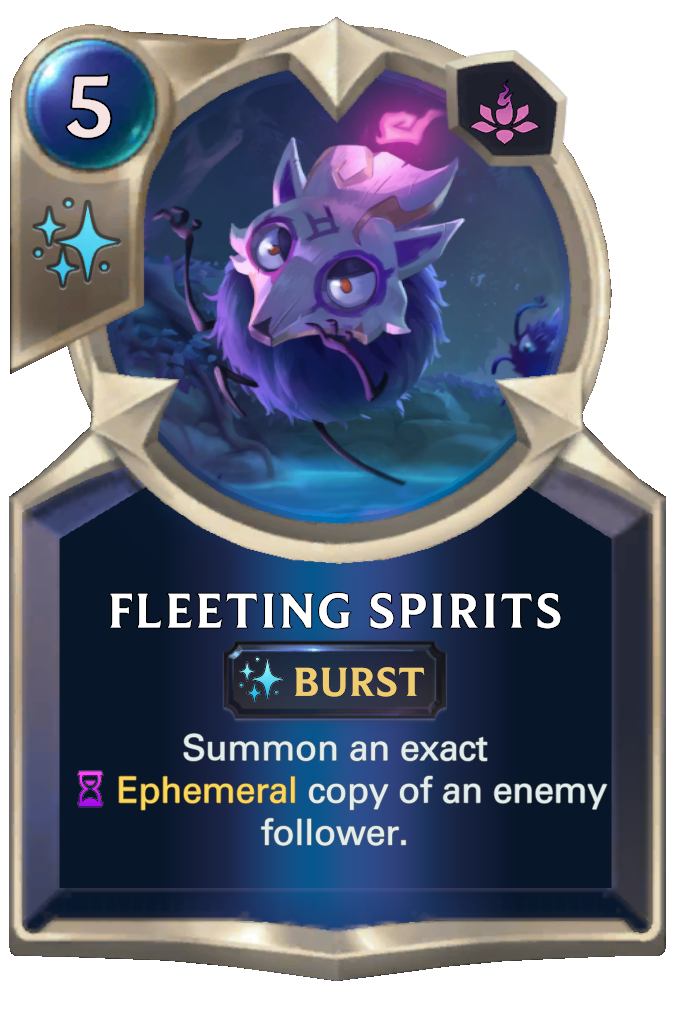 5
FLEETING SPIRITS
BURST
Summon an exact
Ephemeral copy of an enemy
follower.